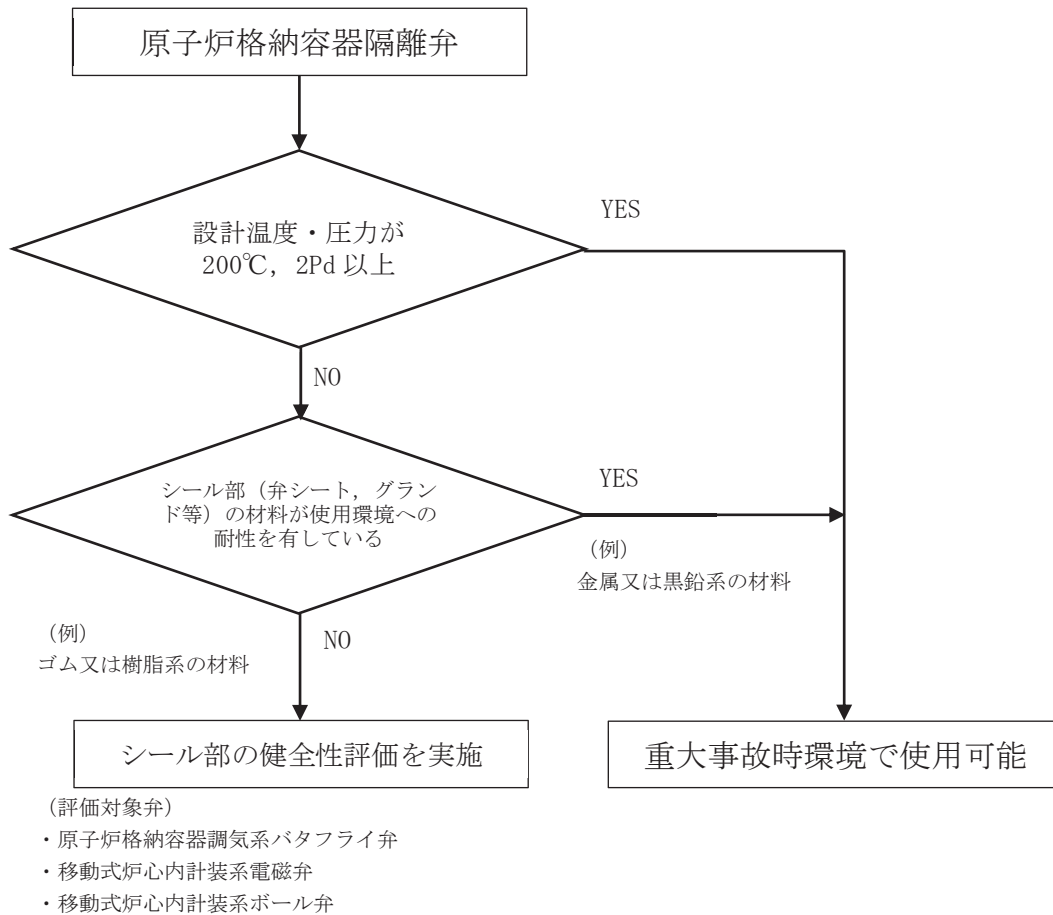 原子炉格納容器隔離弁
設計温度・圧力が
200℃, 2Pd 以上
YES
NO
シール部（弁シート, グラン
ド等）の材料が使用環境への
耐性を有している
YES
（例）
金属又は黒鉛系の材料
NO
（例）
ゴム又は樹脂系の材料
シール部の健全性評価を実施
重大事故時環境で使用可能
（評価対象弁）
・原子炉格納容器調気系バタフライ弁
・移動式炉心内計装系電磁弁
・移動式炉心内計装系ボール弁